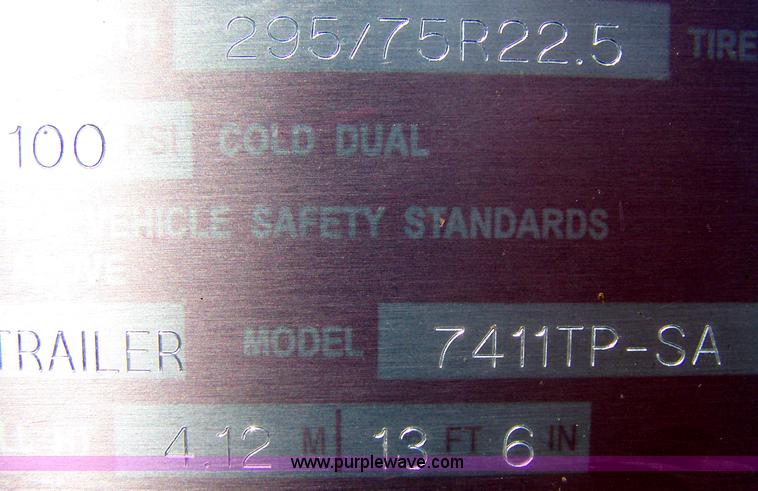 295/75R22.5 TIRE
100 PSI COLD DUAL
VEHICLE SAFETY STANDARDS
TRAILER MODEL 7411TP-SA
4.12 M 13 FT 6 IN
www.purplewave.com